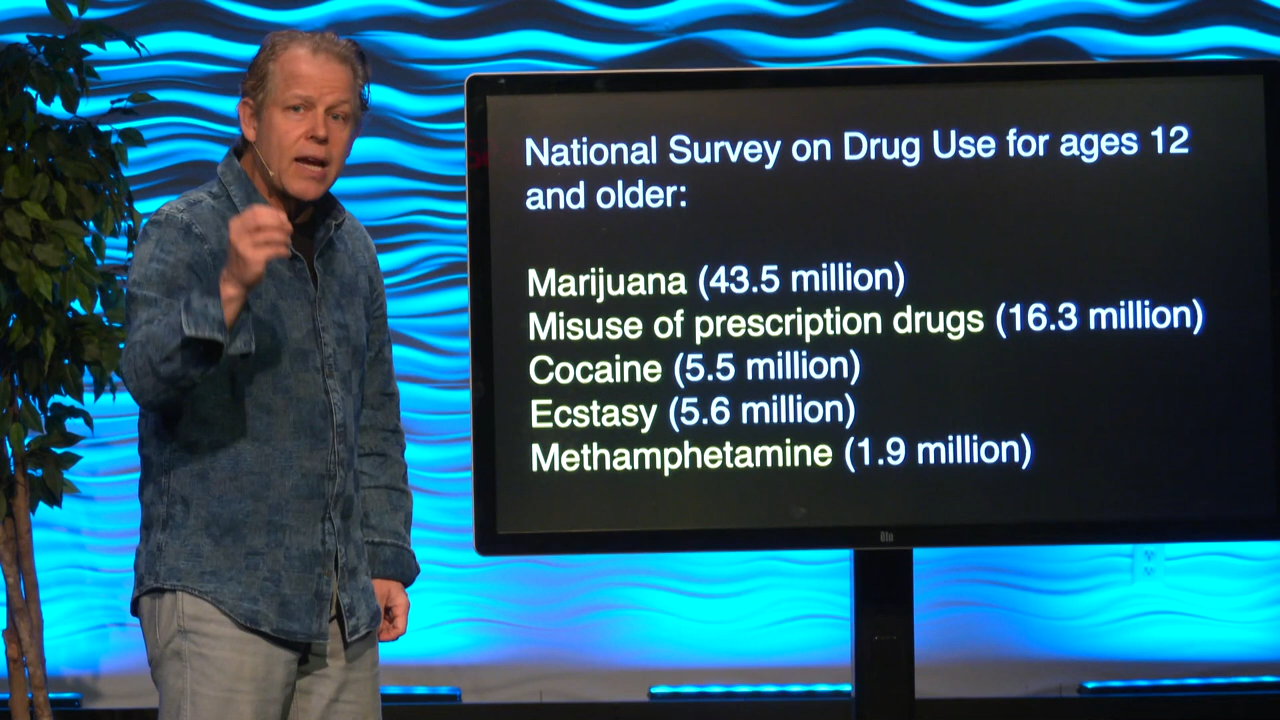 National Survey on Drug Use for ages 12
and older:
Marijuana (43.5 million)
Misuse of prescription drugs (16.3 million)
Cocaine (5.5 million)
Ecstasy (5.6 million)
Methamphetamine (1.9 million)
elo